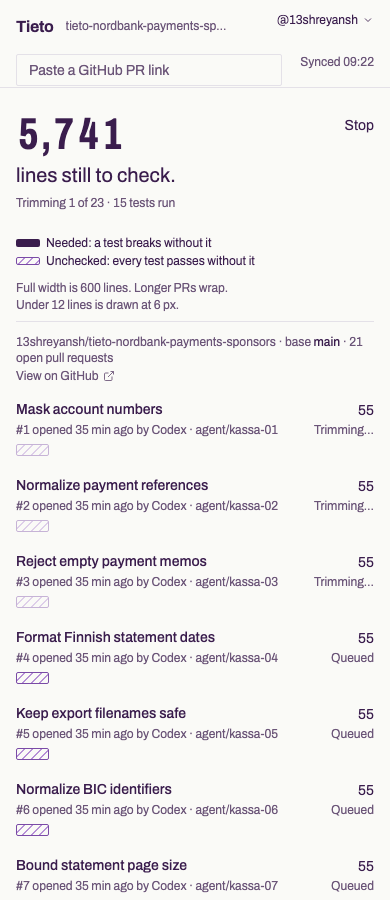 Tieto
tieto-nordbank-payments-sp...
@13shreyansh
Paste a GitHub PR link
Synced 09:22
5,741
Stop
lines still to check.
Trimming 1 of 23 · 15 tests run
Needed: a test breaks without it
Unchecked: every test passes without it
Full width is 600 lines. Longer PRs wrap.
Under 12 lines is drawn at 6 px.
13shreyansh/tieto-nordbank-payments-sponsors · base main · 21
open pull requests
View on GitHub
Mask account numbers
55
#1 opened 35 min ago by Codex · agent/kassa-01
Trimming...
Normalize payment references
55
#2 opened 35 min ago by Codex · agent/kassa-02
Trimming...
Reject empty payment memos
55
#3 opened 35 min ago by Codex · agent/kassa-03
Trimming...
Format Finnish statement dates
55
#4 opened 35 min ago by Codex · agent/kassa-04
Queued
Keep export filenames safe
55
#5 opened 35 min ago by Codex · agent/kassa-05
Queued
Normalize BIC identifiers
55
#6 opened 35 min ago by Codex · agent/kassa-06
Queued
Bound statement page size
55
#7 opened 35 min ago by Codex · agent/kassa-07
Queued